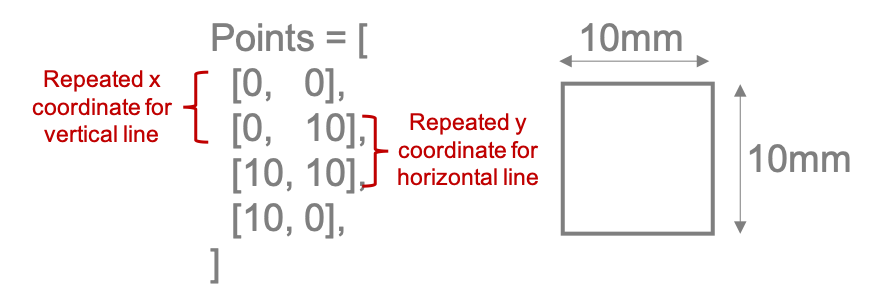 Points = [
[0, 0],
[0, 10],
[10, 10],
[10, 0],
]
Repeated x
coordinate for
vertical line
Repeated y
coordinate for
horizontal line
10mm
10mm